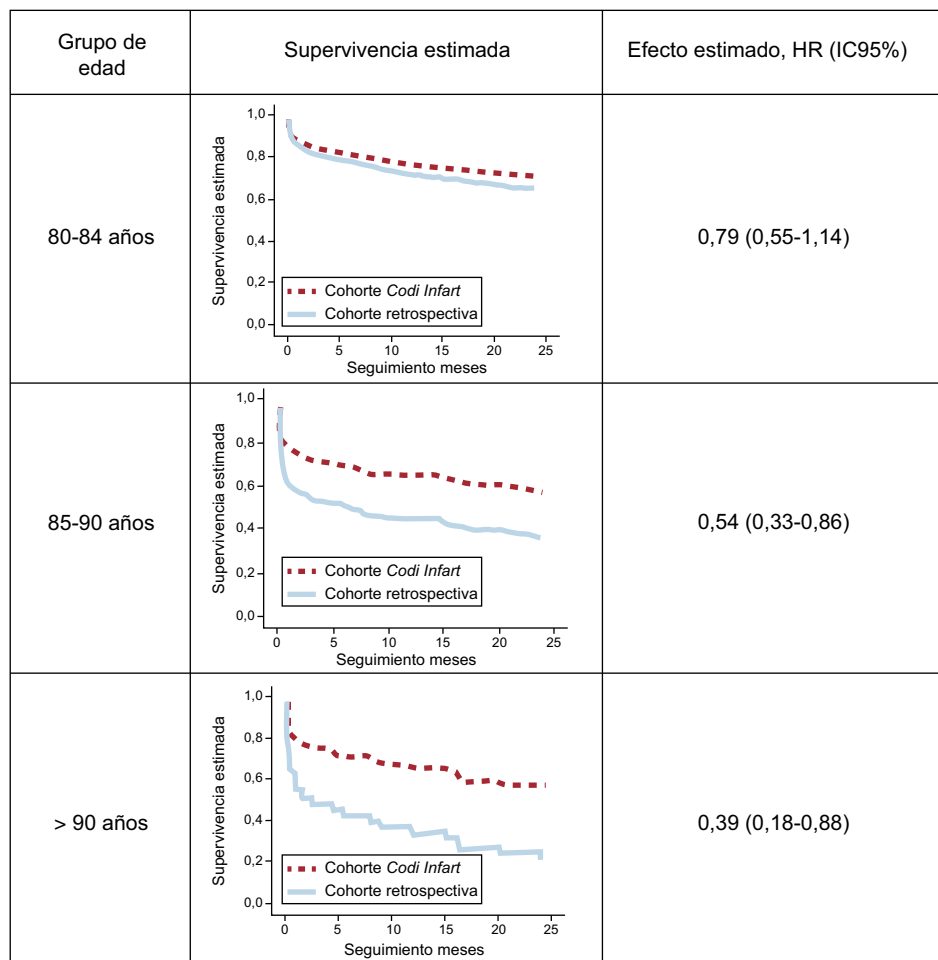 Grupo de
edad
Supervivencia estimada
Efecto estimado, HR (IC95%)
80-84 años
Supervivencia estimada
1,0
0,8
0,6
0,4
0,2
0,0
Cohorte Codi Infart
Cohorte retrospectiva
0 5 10 15 20 25
Seguimiento meses
0,79 (0,55-1,14)
85-90 años
Supervivencia estimada
1,0
0,8
0,6
0,4
0,2
0,0
Cohorte Codi Infart
Cohorte retrospectiva
0 5 10 15 20 25
Seguimiento meses
0,54 (0,33-0,86)
> 90 años
Supervivencia estimada
1,0
0,8
0,6
0,4
0,2
0,0
Cohorte Codi Infart
Cohorte retrospectiva
0 5 10 15 20 25
Seguimiento meses
0,39 (0,18-0,88)